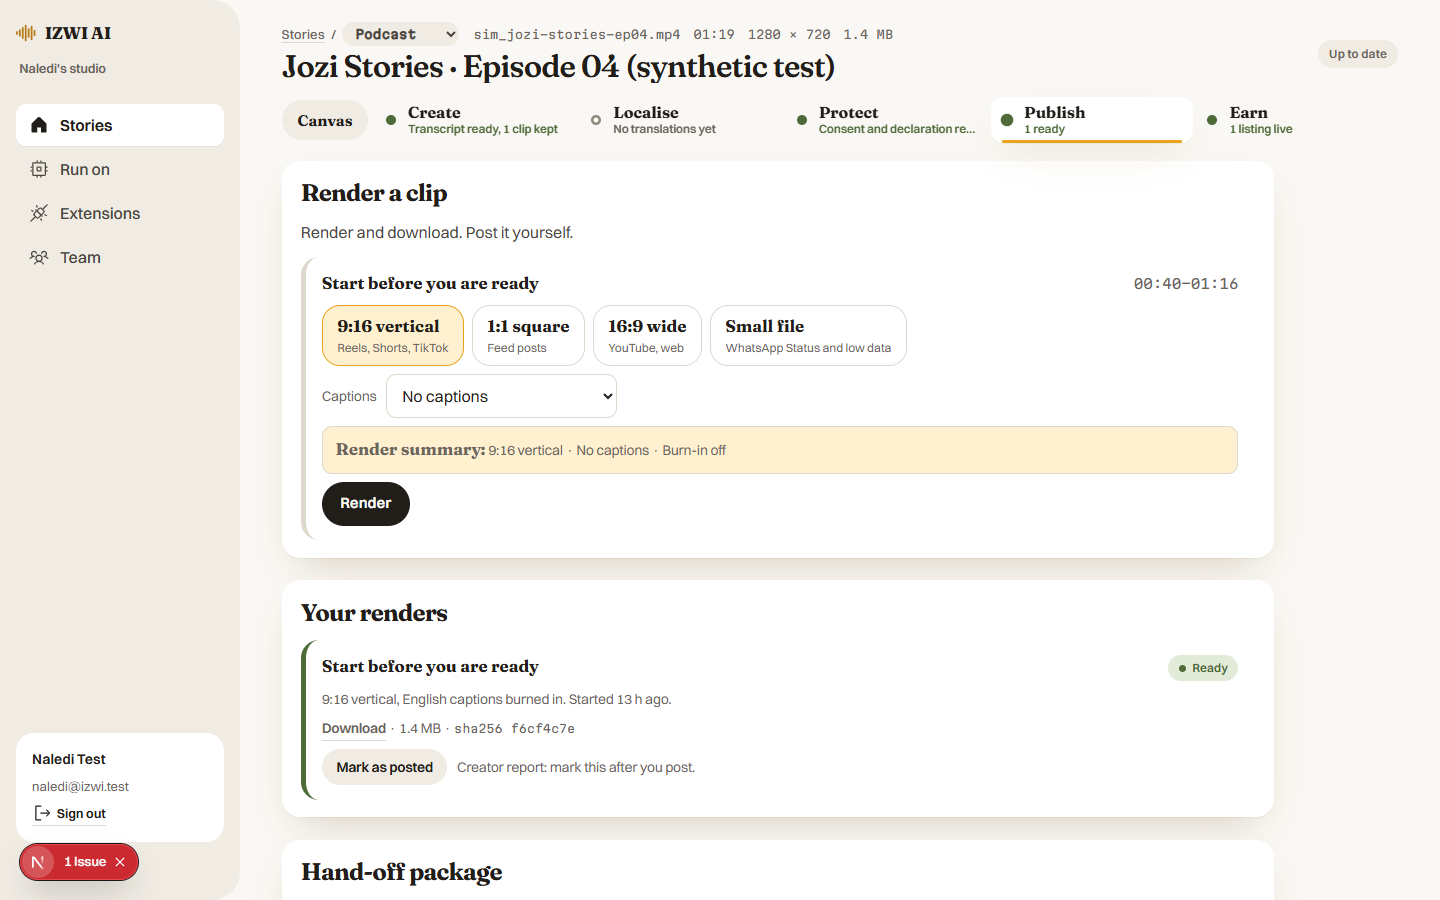 IZWI AI
Naledi's studio
Stories
Run on
Extensions
Team
Naledi Test
naledi@izwi.test
Sign out
1 Issue
Stories / Podcast sim_jozi-stories-ep04.mp4 01:19 1280 × 720 1.4 MB
Jozi Stories · Episode 04 (synthetic test)
Up to date
Canvas
Create
Transcript ready, 1 clip kept
Localise
No translations yet
Protect
Consent and declaration re...
Publish
1 ready
Earn
1 listing live
Render a clip
Render and download. Post it yourself.
Start before you are ready 00:40–01:16
9:16 vertical
Reels, Shorts, TikTok
1:1 square
Feed posts
16:9 wide
YouTube, web
Small file
WhatsApp Status and low data
Captions No captions
Render summary: 9:16 vertical · No captions · Burn-in off
Render
Your renders
Start before you are ready Ready
9:16 vertical, English captions burned in. Started 13 h ago.
Download · 1.4 MB · sha256 f6cf4c7e
Mark as posted Creator report: mark this after you post.
Hand-off package